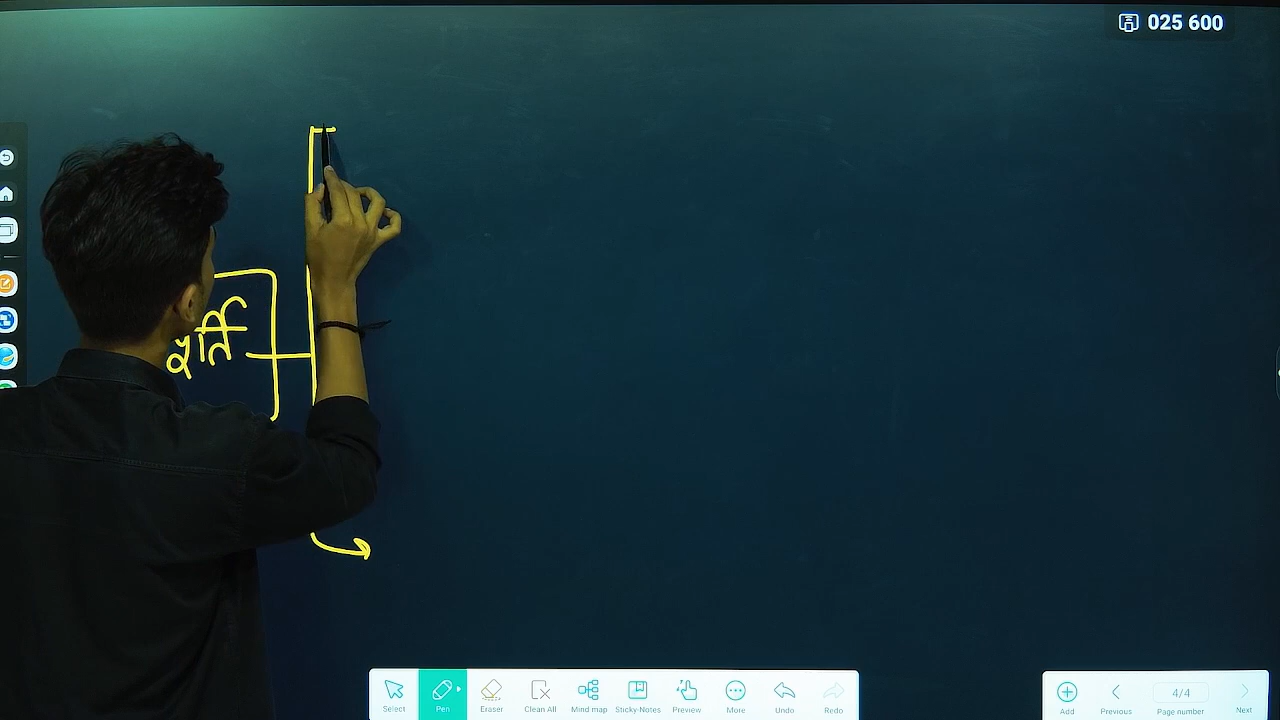 025 600
Select
Pen
Eraser
Clean All
Mind map
Sticky-Notes
Preview
More
Undo
Redo
Add
Previous
4/4
Page number
Next